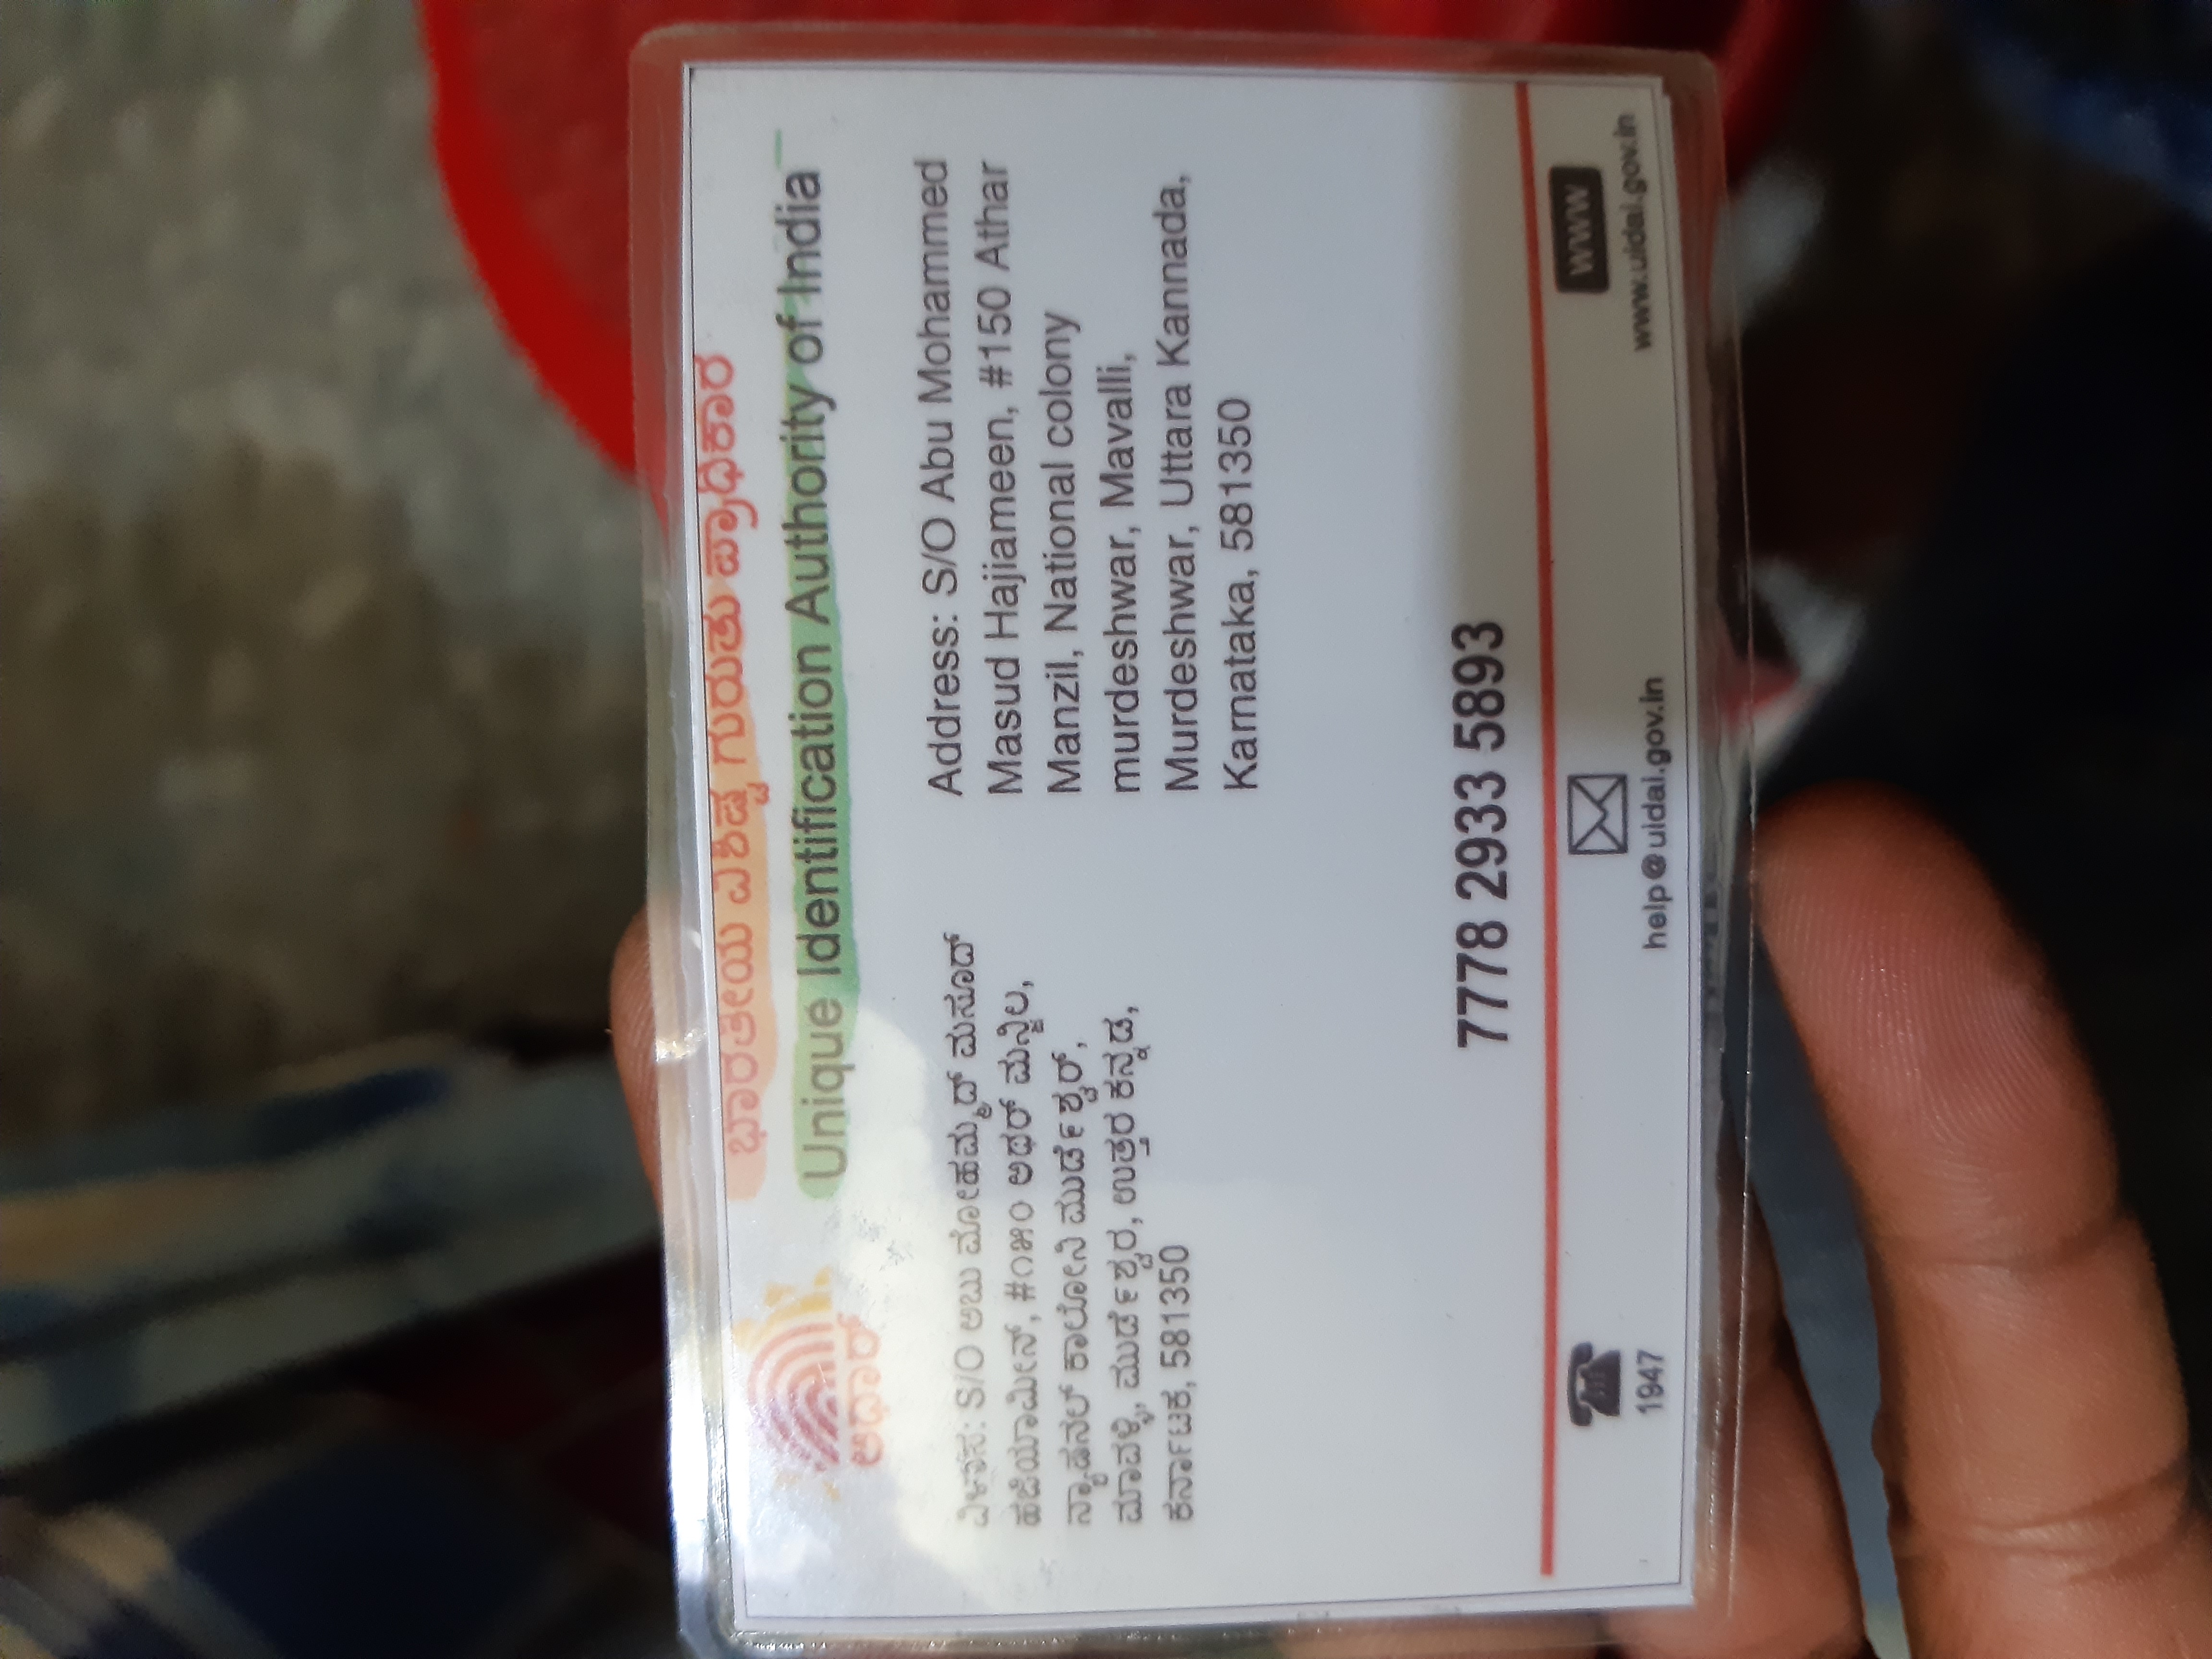 ಭಾರತೀಯ ವಿಶಿಷ್ಟ ಗುರುತು ಪ್ರಾಧಿಕಾರ
Unique Identification Authority of India
ಆಧಾರ್
ವಿಳಾಸ: S/O ಅಬು ಮೋಹಮ್ಮದ್ ಮಸೂದ್
ಹಜಿಯಾಮೀನ್, #೧೫೦ ಅಥರ್ ಮನ್ಜಿಲ,
ನ್ಯಾಷನಲ್ ಕಾಲೋನಿ ಮುರ್ಡೇಶ್ವರ್,
ಮಾವಳ್ಳಿ, ಮುರ್ಡೇಶ್ವರ, ಉತ್ತರ ಕನ್ನಡ,
ಕರ್ನಾಟಕ, 581350
Address: S/O Abu Mohammed
Masud Hajiameen, #150 Athar
Manzil, National colony
murdeshwar, Mavalli,
Murdeshwar, Uttara Kannada,
Karnataka, 581350
7778 2933 5893
1947
help@uidai.gov.in
www
www.uidai.gov.in